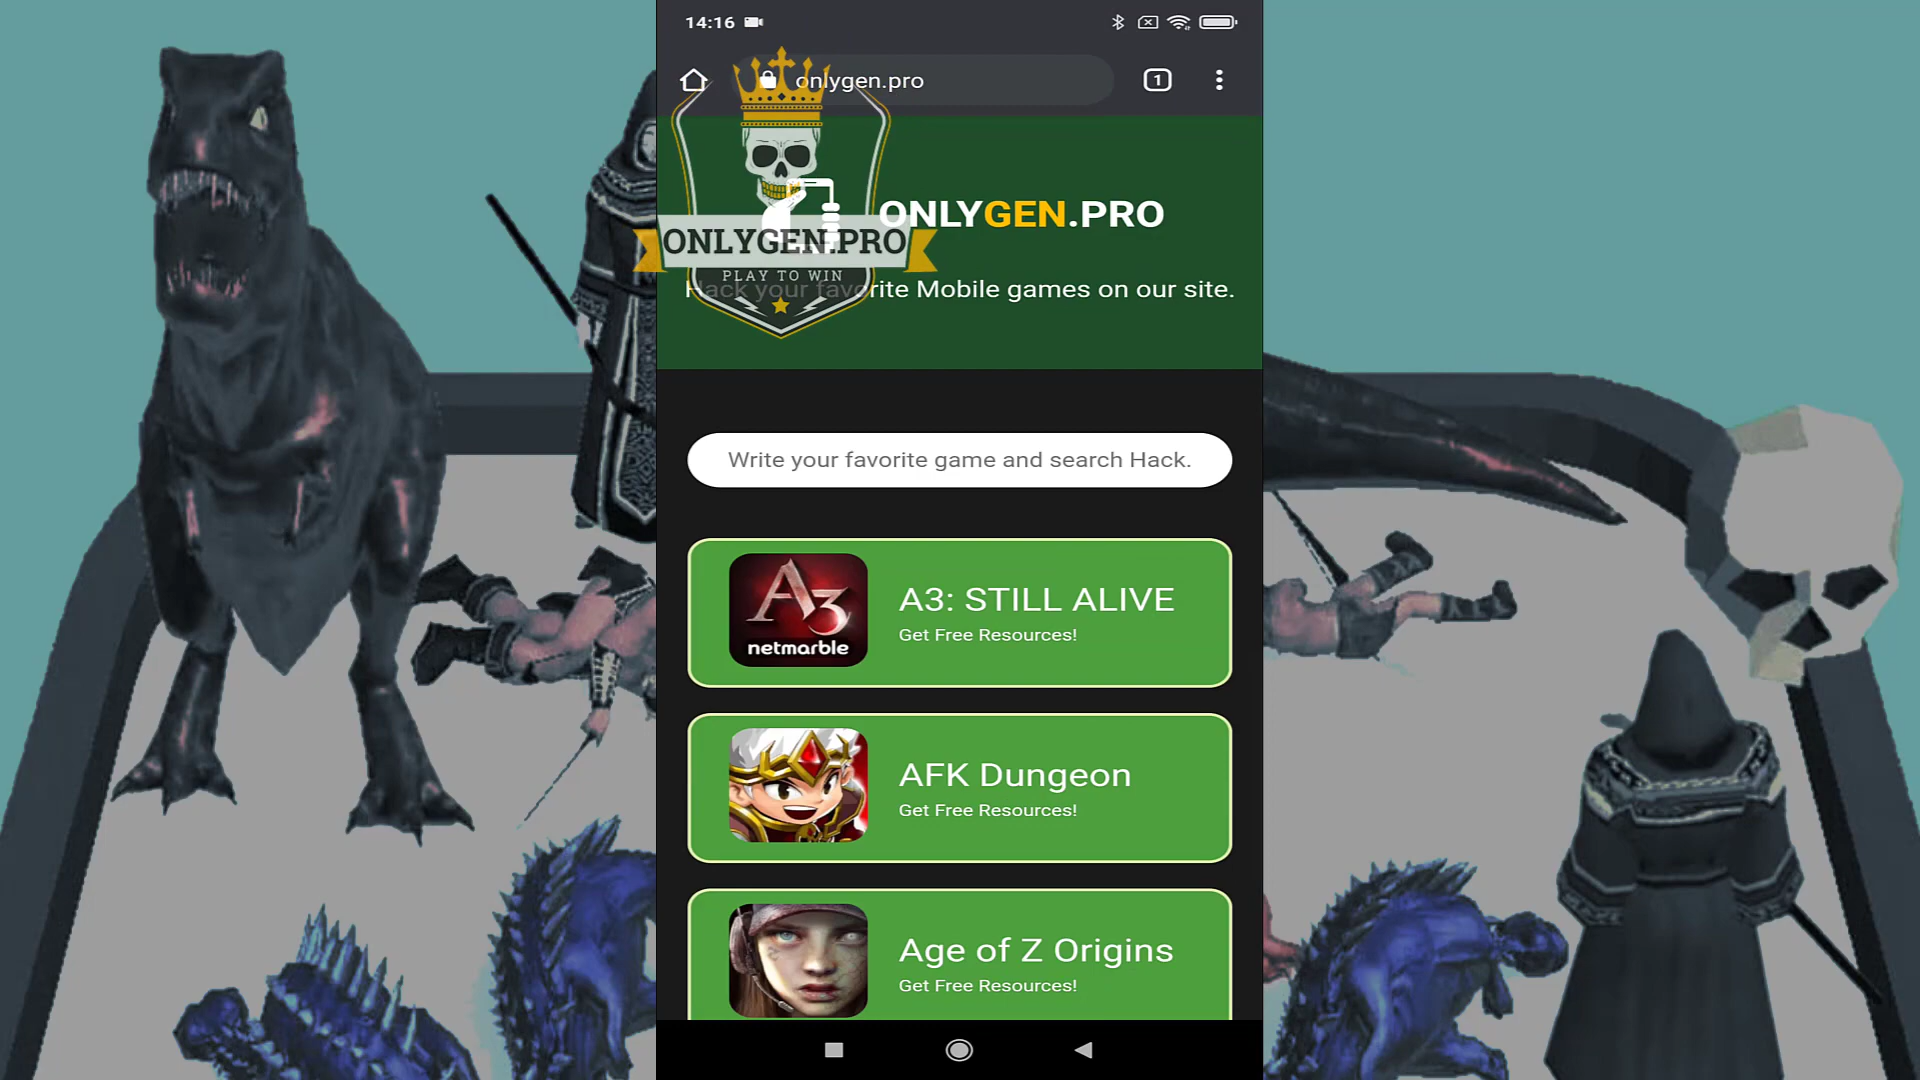 14:16
onlygen.pro
1
ONLYGEN.PRO
ONLYGEN.PRO
PLAY TO WIN
Hack your favorite Mobile games on our site.
Write your favorite game and search Hack.
A3
netmarble
A3: STILL ALIVE
Get Free Resources!
AFK Dungeon
Get Free Resources!
Age of Z Origins
Get Free Resources!